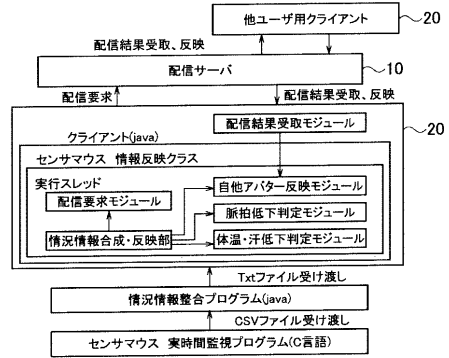 他ユーザ用クライアント
20
配信結果受取、反映
配信サーバ
10
配信要求
配信結果受取、反映
20
配信結果受取モジュール
クライアント(java)
センサマウス 情報反映クラス
実行スレッド
自他アバター反映モジュール
配信要求モジュール
脈拍低下判定モジュール
情況情報合成・反映部
体温・汗低下判定モジュール
Txtファイル受け渡し
情況情報整合プログラム(java)
CSVファイル受け渡し
センサマウス 実時間監視プログラム(C言語)